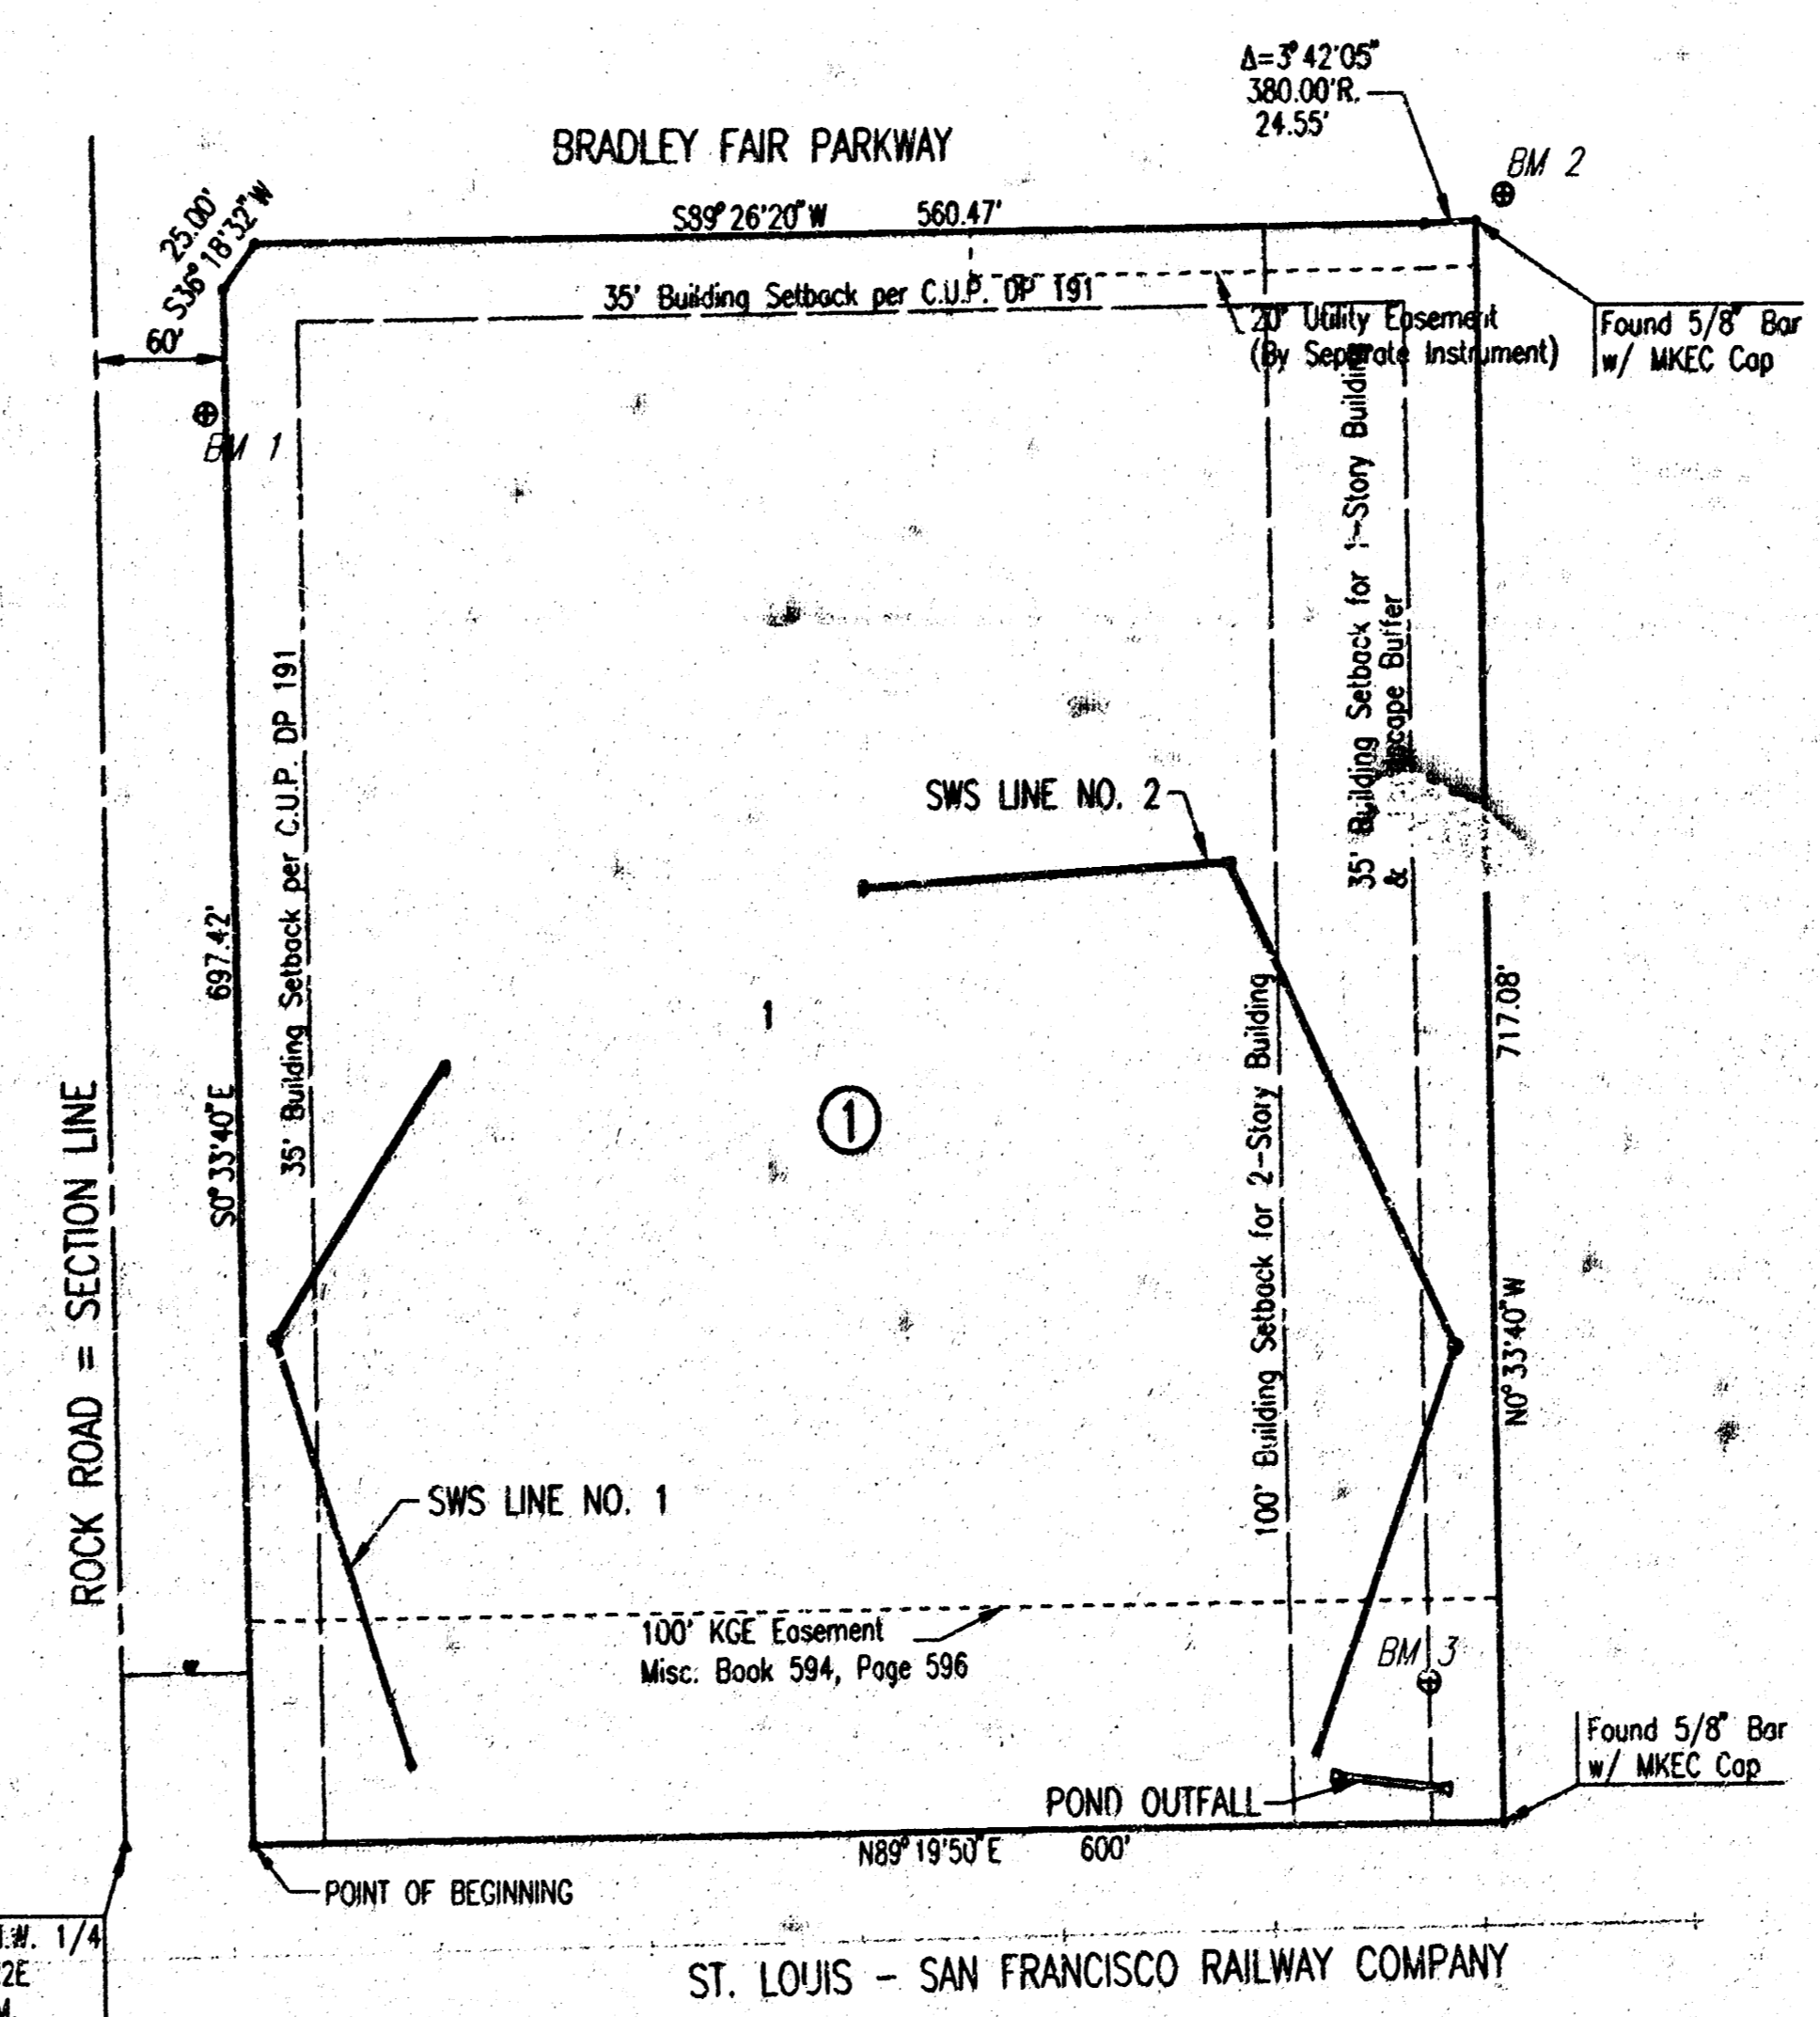 Δ=3°42'05"
380.00'R.
24.55'
BRADLEY FAIR PARKWAY
BM 2
25.00'
S36°18'32"W
S89°26'20"W 560.47'
35' Building Setback per C.U.P. DP 191
20' Utility Easement
(By Separate Instrument)
Found 5/8" Bar
w/ MKEC Cap
60'
BM 1
35' Building Setback for 1-Story Building
&
Buffer
SWS LINE NO. 2
35' Building Setback per C.U.P. DP 191
697.42'
S0°33'40"E
717.08'
N0°33'40"W
1
1
100' Building Setback for 2-Story Building
ROCK ROAD = SECTION LINE
SWS LINE NO. 1
100' KGE Easement
Misc. Book 594, Page 596
BM 3
Found 5/8" Bar
w/ MKEC Cap
POND OUTFALL
N89°19'50"E 600'
POINT OF BEGINNING
.W. 1/4
2E
M.
ST. LOUIS - SAN FRANCISCO RAILWAY COMPANY